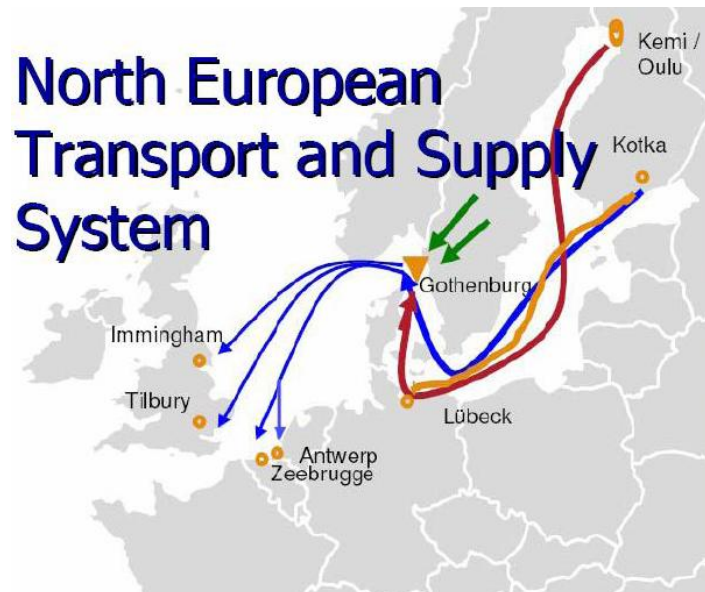 North European
Transport and Supply
System
Kemi /
Oulu
Kotka
Gothenburg
Immingham
Tilbury
Lübeck
Antwerp
Zeebrugge